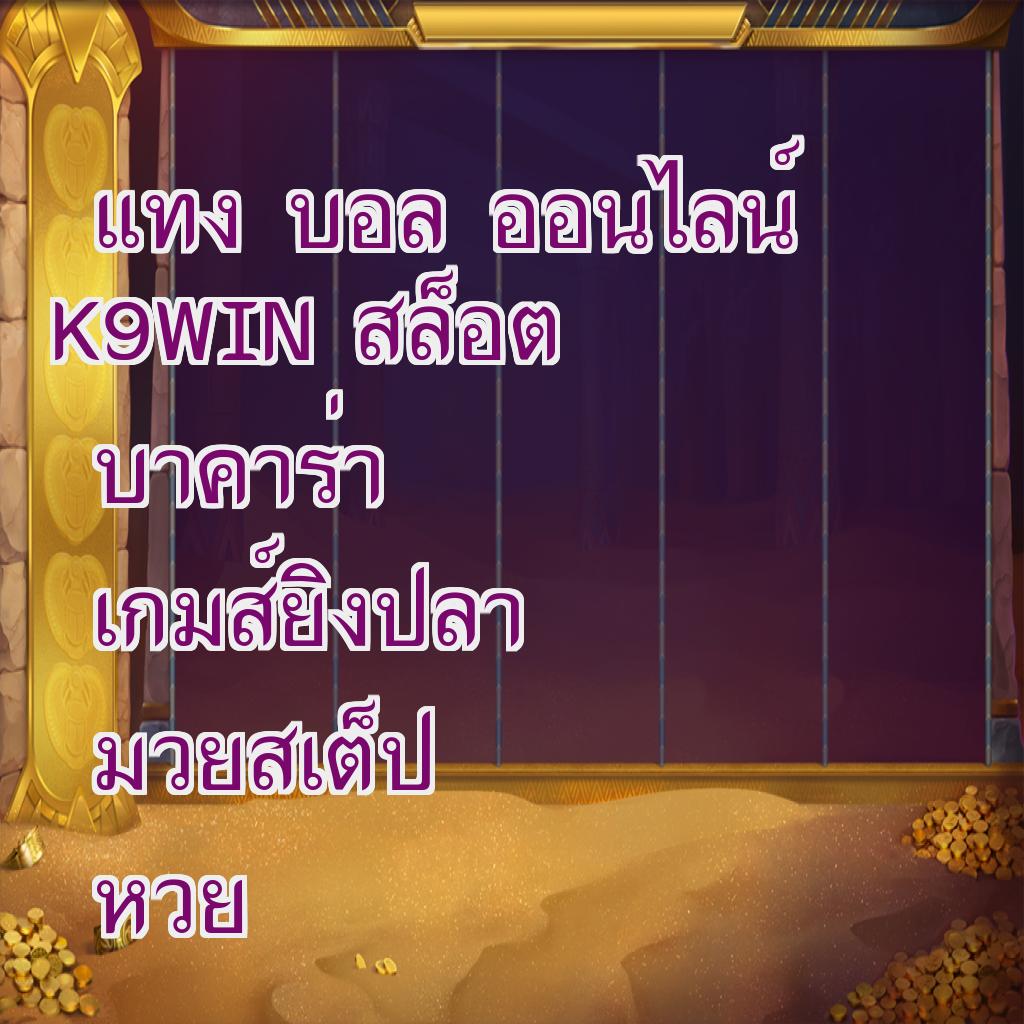 แทง บอล ออนไลน์
K9WIN สล็อต
บาคาร่า
เกมส์ยิงปลา
มวยสเต็ป
หวย